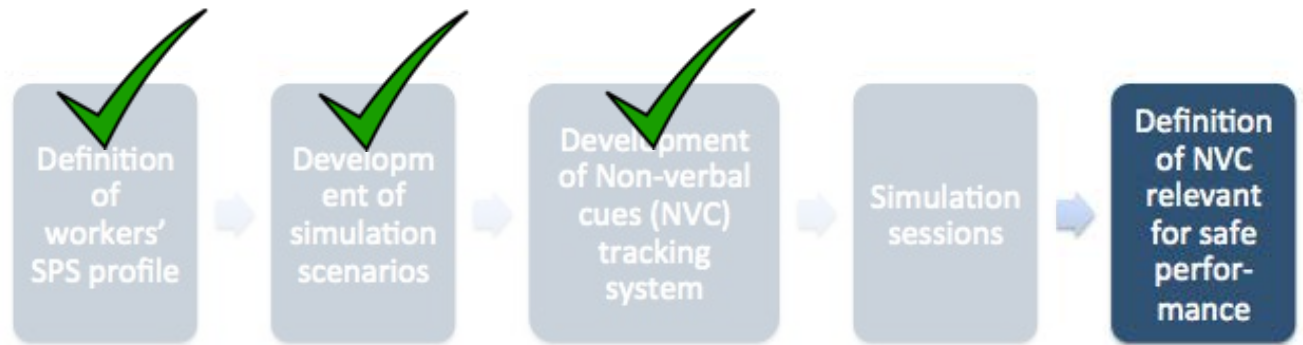 Definition
of
workers'
SPS profile
Developm
ent of
simulation
scenarios
Development
of Non-verbal
cues (NVC)
tracking
system
Simulation
sessions
Definition
of NVC
relevant
for safe
perfor-
mance